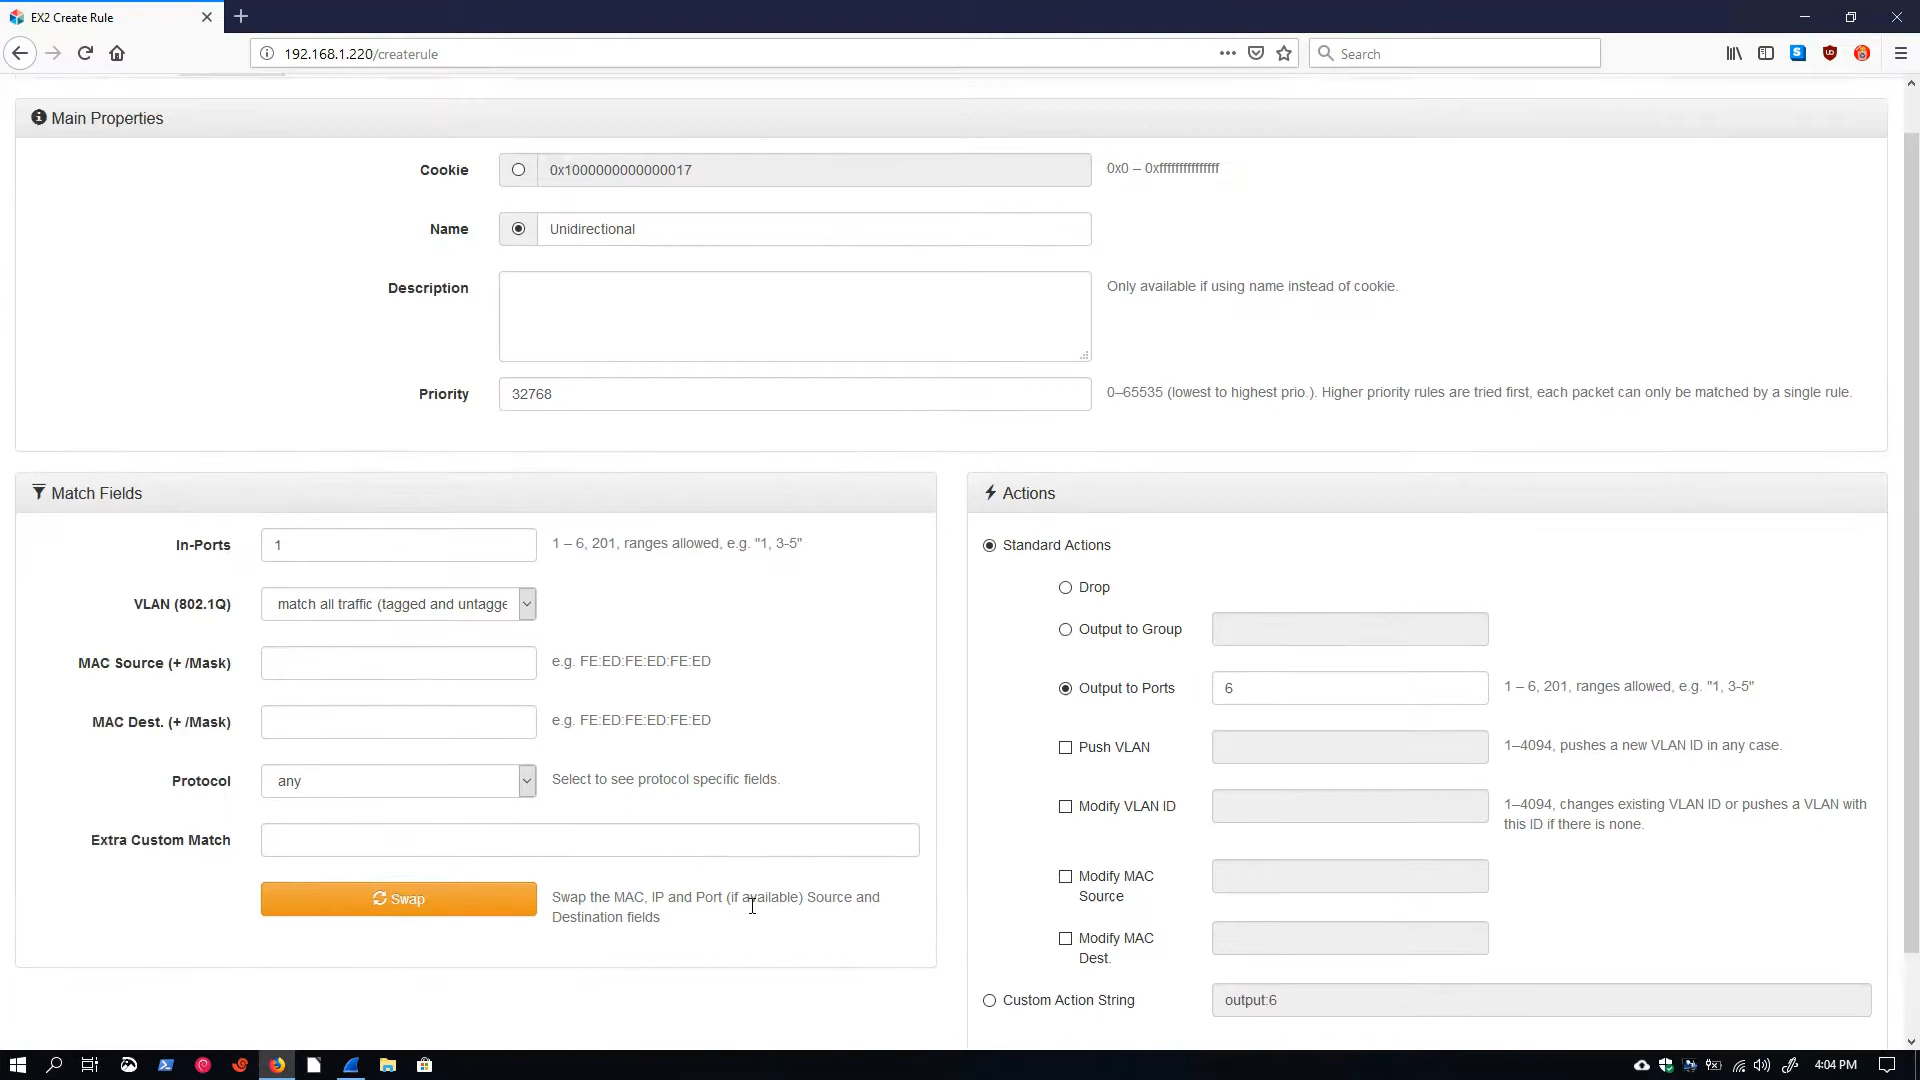 EX2 Create Rule
192.168.1.220/createrule
Search
Main Properties
Cookie
0x1000000000000017
0x0 – 0xffffffffffffffff
Name
Unidirectional
Description
Only available if using name instead of cookie.
Priority
32768
0–65535 (lowest to highest prio.). Higher priority rules are tried first, each packet can only be matched by a single rule.
Match Fields
In-Ports
1
1 – 6, 201, ranges allowed, e.g. "1, 3-5"
VLAN (802.1Q)
match all traffic (tagged and untagge
MAC Source (+ /Mask)
e.g. FE:ED:FE:ED:FE:ED
MAC Dest. (+ /Mask)
e.g. FE:ED:FE:ED:FE:ED
Protocol
any
Select to see protocol specific fields.
Extra Custom Match
Swap
Swap the MAC, IP and Port (if available) Source and
Destination fields
Actions
Standard Actions
Drop
Output to Group
Output to Ports
6
1 – 6, 201, ranges allowed, e.g. "1, 3-5"
Push VLAN
1–4094, pushes a new VLAN ID in any case.
Modify VLAN ID
1–4094, changes existing VLAN ID or pushes a VLAN with
this ID if there is none.
Modify MAC
Source
Modify MAC
Dest.
Custom Action String
output:6
4:04 PM